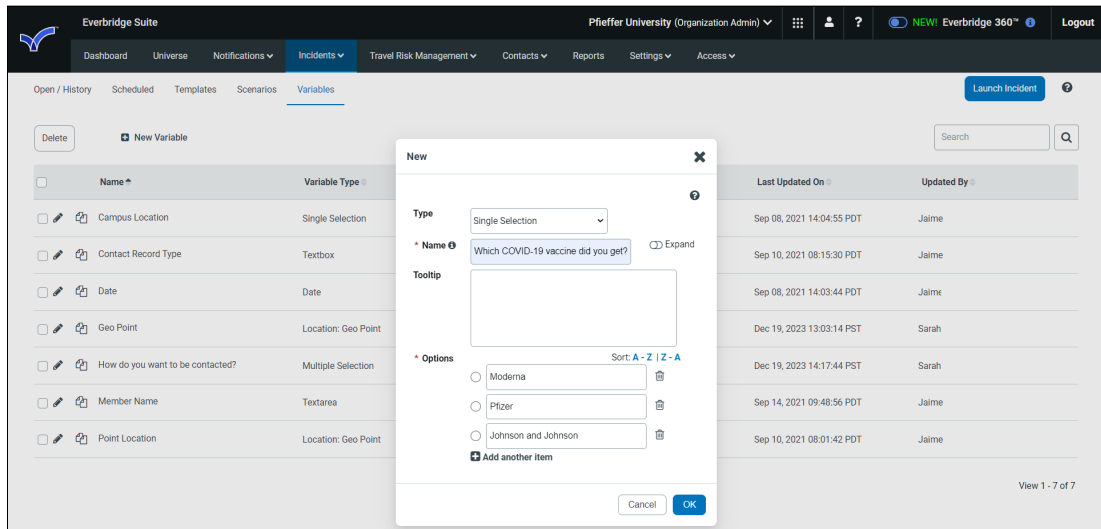 Everbridge Suite
Pfieffer University (Organization Admin)
?
NEW! Everbridge 360™
Logout
Dashboard Universe Notifications Incidents Travel Risk Management Contacts Reports Settings Access
Open / History Scheduled Templates Scenarios Variables
Launch Incident
Delete New Variable
Search
Name Variable Type Last Updated On Updated By
Campus Location Single Selection Sep 08, 2021 14:04:55 PDT Jaime
Contact Record Type Textbox Sep 10, 2021 08:15:30 PDT Jaime
Date Date Sep 08, 2021 14:03:44 PDT Jaime
Geo Point Location: Geo Point Dec 19, 2023 13:03:14 PST Sarah
How do you want to be contacted? Multiple Selection Dec 19, 2023 14:17:44 PST Sarah
Member Name Textarea Sep 14, 2021 09:48:56 PDT Jaime
Point Location Location: Geo Point Sep 10, 2021 08:01:42 PDT Jaime
View 1 - 7 of 7
New
Type Single Selection
* Name Which COVID-19 vaccine did you get? Expand
Tooltip
* Options Sort: A - Z | Z - A
Moderna
Pfizer
Johnson and Johnson
Add another item
Cancel OK